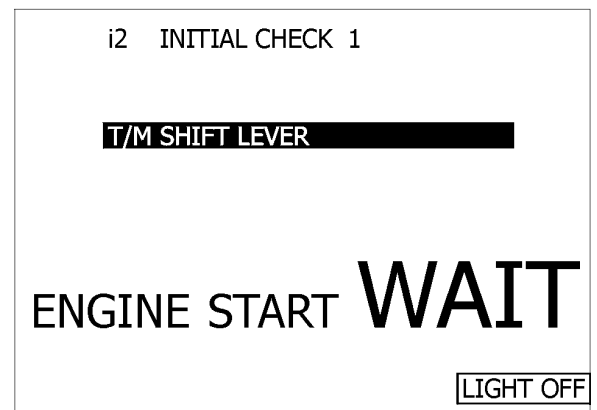 i2 INITIAL CHECK 1
T/M SHIFT LEVER
ENGINE START WAIT
LIGHT OFF